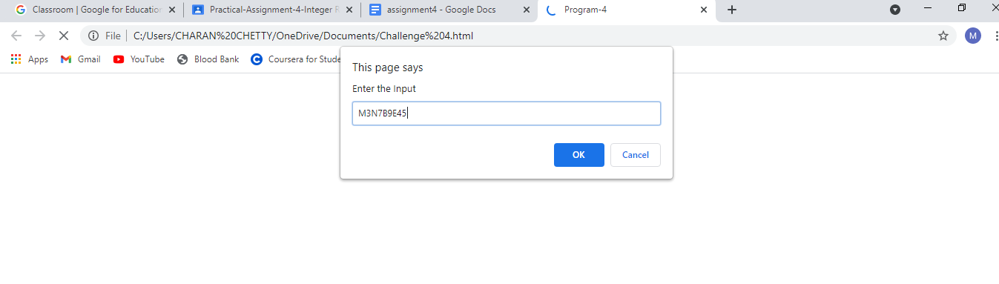 Classroom | Google for Education
Practical-Assignment-4-Integer R
assignment4 - Google Docs
Program-4
File
C:/Users/CHARAN%20CHETTY/OneDrive/Documents/Challenge%204.html
M
Apps
Gmail
YouTube
Blood Bank
Coursera for Stude
This page says
Enter the Input
M3N7B9E45
OK
Cancel